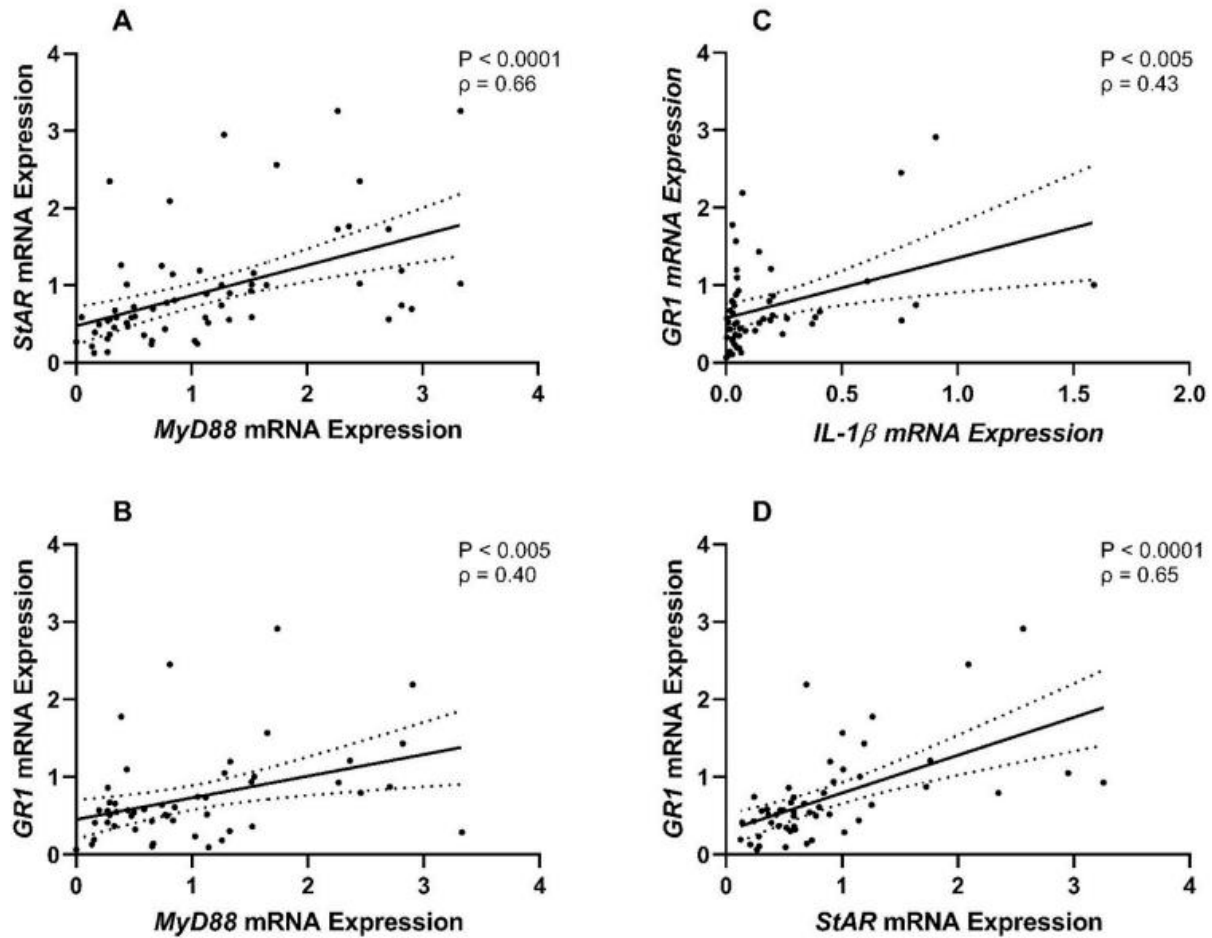 A
P < 0.0001
ρ = 0.66
StAR mRNA Expression
4
3
2
1
0
0 1 2 3 4
MyD88 mRNA Expression
C
P < 0.005
ρ = 0.43
GR1 mRNA Expression
4
3
2
1
0
0.0 0.5 1.0 1.5 2.0
IL-1β mRNA Expression
B
P < 0.005
ρ = 0.40
GR1 mRNA Expression
4
3
2
1
0
0 1 2 3 4
MyD88 mRNA Expression
D
P < 0.0001
ρ = 0.65
GR1 mRNA Expression
4
3
2
1
0
0 1 2 3 4
StAR mRNA Expression